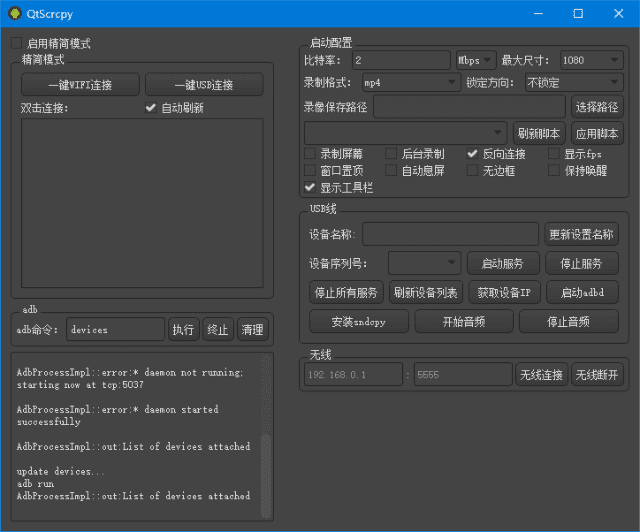 QtScrcpy
启用精简模式
精简模式
一键WIFI连接
一键USB连接
双击连接:
自动刷新
adb
adb命令:
devices
执行
终止
清理
AdbProcessImpl::error:* daemon not running;
starting now at tcp:5037
AdbProcessImpl::error:* daemon started
successfully
AdbProcessImpl::out:List of devices attached
update devices...
adb run
AdbProcessImpl::out:List of devices attached
启动配置
比特率:
2
Mbps
最大尺寸:
1080
录制格式:
mp4
锁定方向:
不锁定
录像保存路径
选择路径
刷新脚本
应用脚本
录制屏幕
后台录制
反向连接
显示fps
窗口置顶
自动息屏
无边框
保持唤醒
显示工具栏
USB线
设备名称:
更新设置名称
设备序列号:
启动服务
停止服务
停止所有服务
刷新设备列表
获取设备IP
启动adbd
安装sndcpy
开始音频
停止音频
无线
192.168.0.1
:
5555
无线连接
无线断开